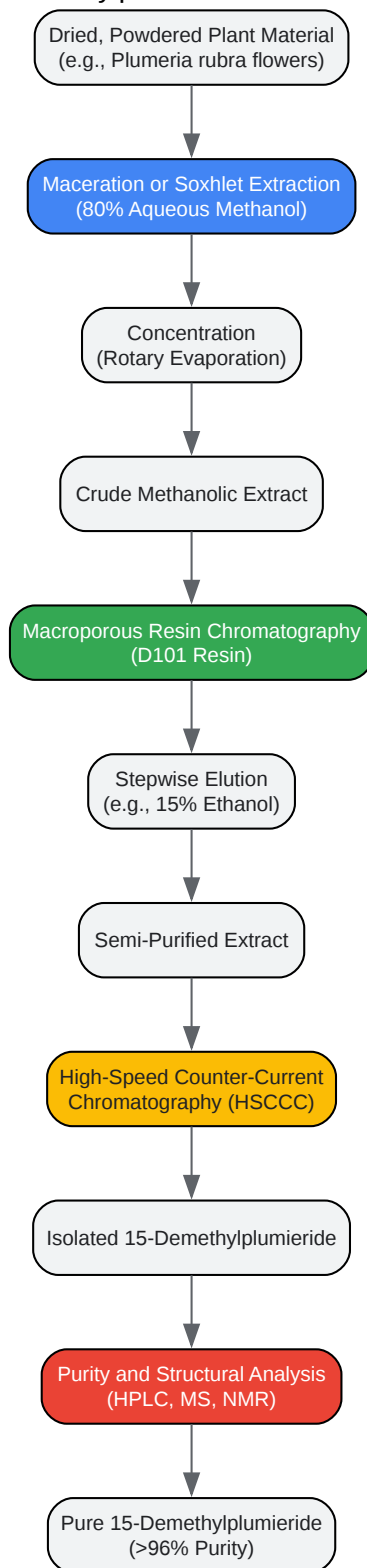 Dried, Powdered Plant Material
(e.g., Plumeria rubra flowers)
Maceration or Soxhlet Extraction
(80% Aqueous Methanol)
Concentration
(Rotary Evaporation)
Crude Methanolic Extract
Macroporous Resin Chromatography
(D101 Resin)
Stepwise Elution
(e.g., 15% Ethanol)
Semi-Purified Extract
High-Speed Counter-Current
Chromatography (HSCCC)
Isolated 15-Demethylplumieride
Purity and Structural Analysis
(HPLC, MS, NMR)
Pure 15-Demethylplumieride
(>96% Purity)